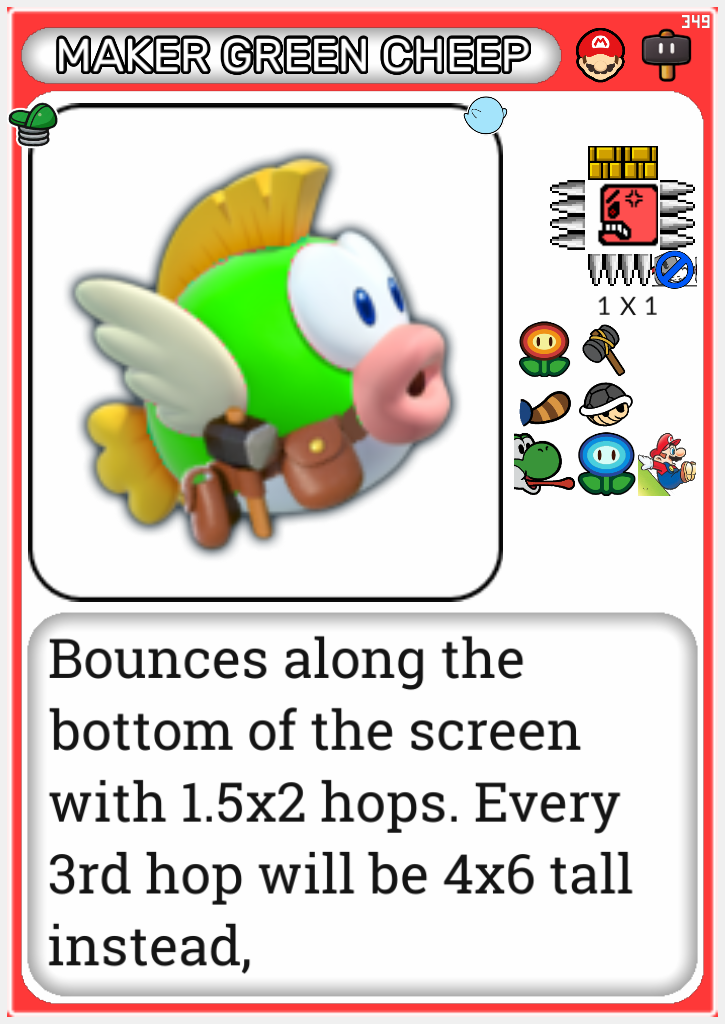 349
MAKER GREEN CHEEP
1 X 1
Bounces along the
bottom of the screen
with 1.5x2 hops. Every
3rd hop will be 4x6 tall
instead,